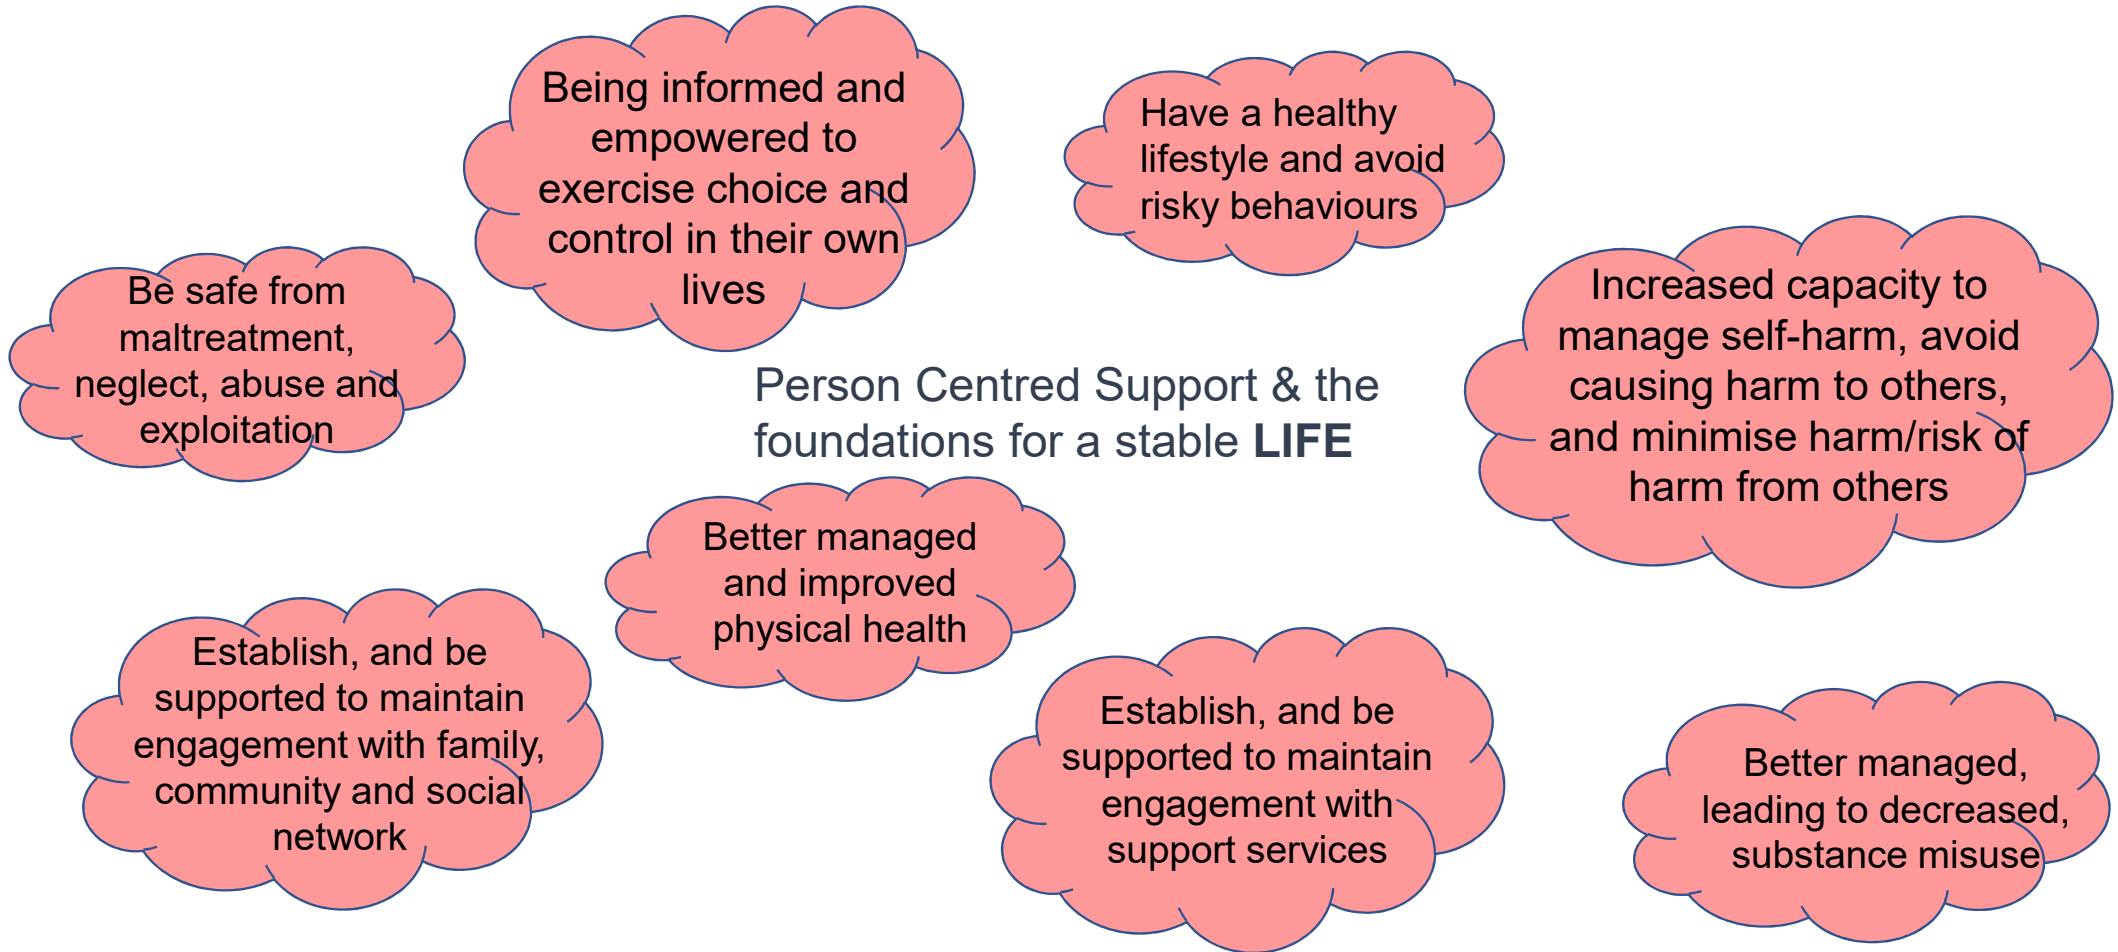 Being informed and
empowered to
exercise choice and
control in their own
lives
Have a healthy
lifestyle and avoid
risky behaviours
Be safe from
maltreatment,
neglect, abuse and
exploitation
Increased capacity to
manage self-harm, avoid
causing harm to others,
and minimise harm/risk of
harm from others
Person Centred Support & the
foundations for a stable LIFE
Better managed
and improved
physical health
Establish, and be
supported to maintain
engagement with family,
community and social
network
Establish, and be
supported to maintain
engagement with
support services
Better managed,
leading to decreased,
substance misuse